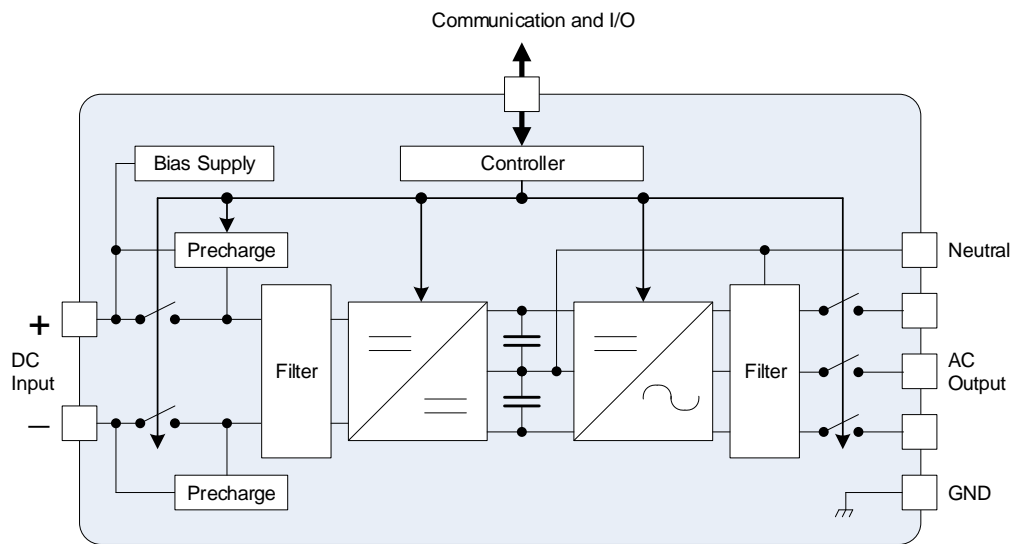 Communication and I/O
Bias Supply
Controller
Precharge
Neutral
+
DC
Input
–
Filter
Filter
AC
Output
Precharge
GND